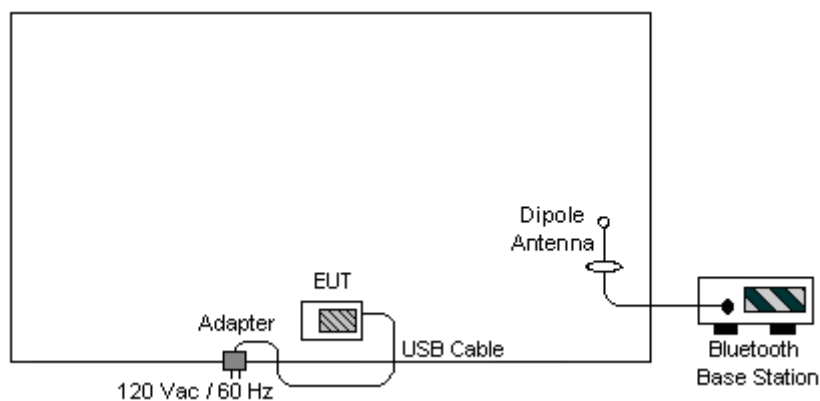 Dipole
Antenna
EUT
Adapter
USB Cable
Bluetooth
Base Station
120 Vac / 60 Hz